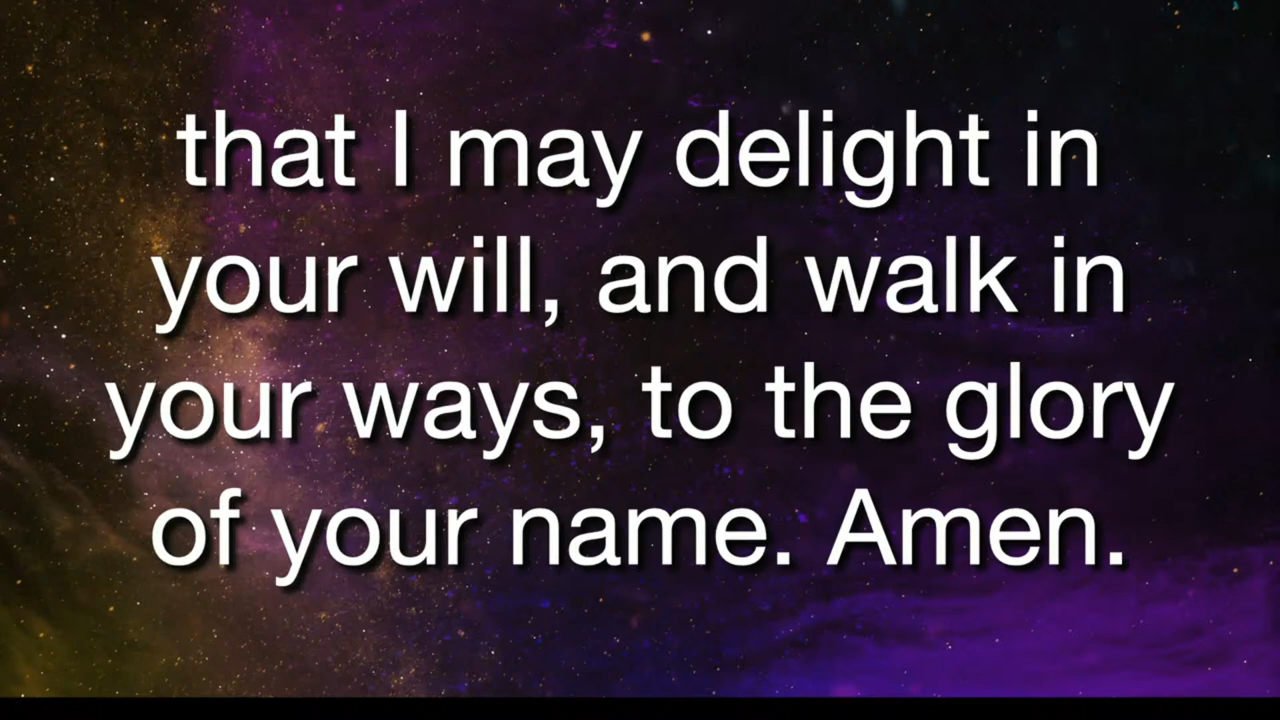 that I may delight in
your will, and walk in
your ways, to the glory
of your name. Amen.